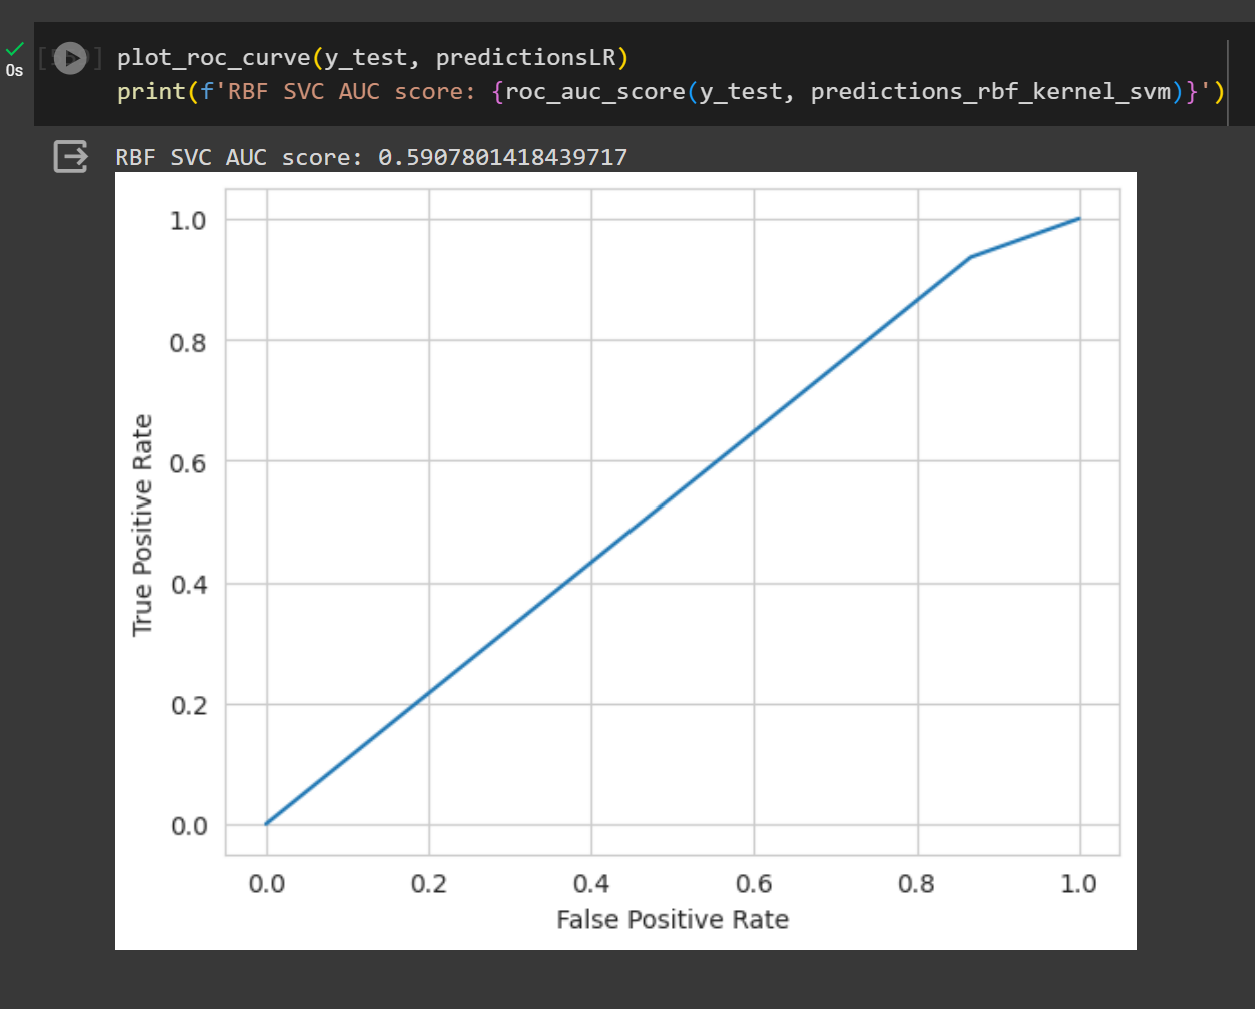 plot_roc_curve(y_test, predictionsLR)
0s
print(f'RBF SVC AUC score: {roc_auc_score(y_test, predictions_rbf_kernel_svm)}')
RBF SVC AUC score: 0.5907801418439717
1.0
0.8
0.6
0.4
0.2
0.0
True Positive Rate
0.0 0.2 0.4 0.6 0.8 1.0
False Positive Rate